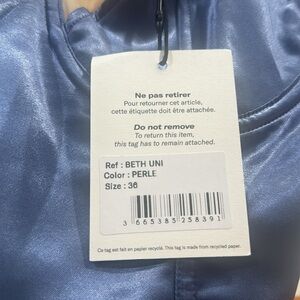 Ne pas retirer
Pour retourner cet article,
cette étiquette doit être attachée.
Do not remove
To return this item,
this tag has to remain attached.
Ref : BETH UNI
Color : PERLE
Size : 36
3 665385 258391
Ce tag est fait en papier recyclé. This tag is made from recycled paper.